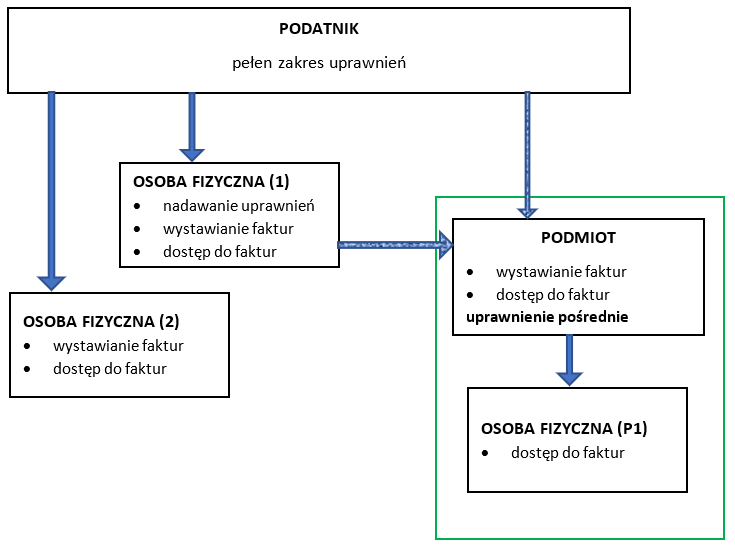 PODATNIK
pełen zakres uprawnień
OSOBA FIZYCZNA (1)
• nadawanie uprawnień
• wystawianie faktur
• dostęp do faktur
OSOBA FIZYCZNA (2)
• wystawianie faktur
• dostęp do faktur
PODMIOT
• wystawianie faktur
• dostęp do faktur
uprawnienie pośrednie
OSOBA FIZYCZNA (P1)
• dostęp do faktur